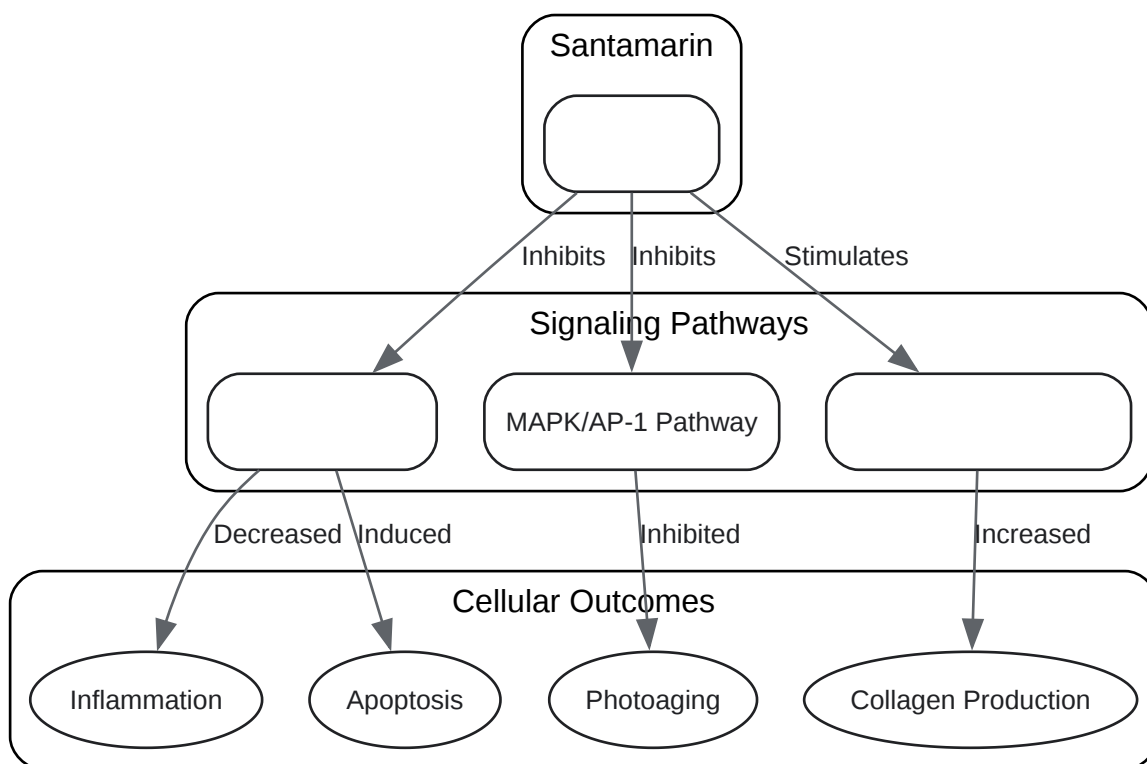 Santamarin
Inhibits
Inhibits
Stimulates
Signaling Pathways
MAPK/AP-1 Pathway
Decreased
Induced
Inhibited
Increased
Cellular Outcomes
Inflammation
Apoptosis
Photoaging
Collagen Production